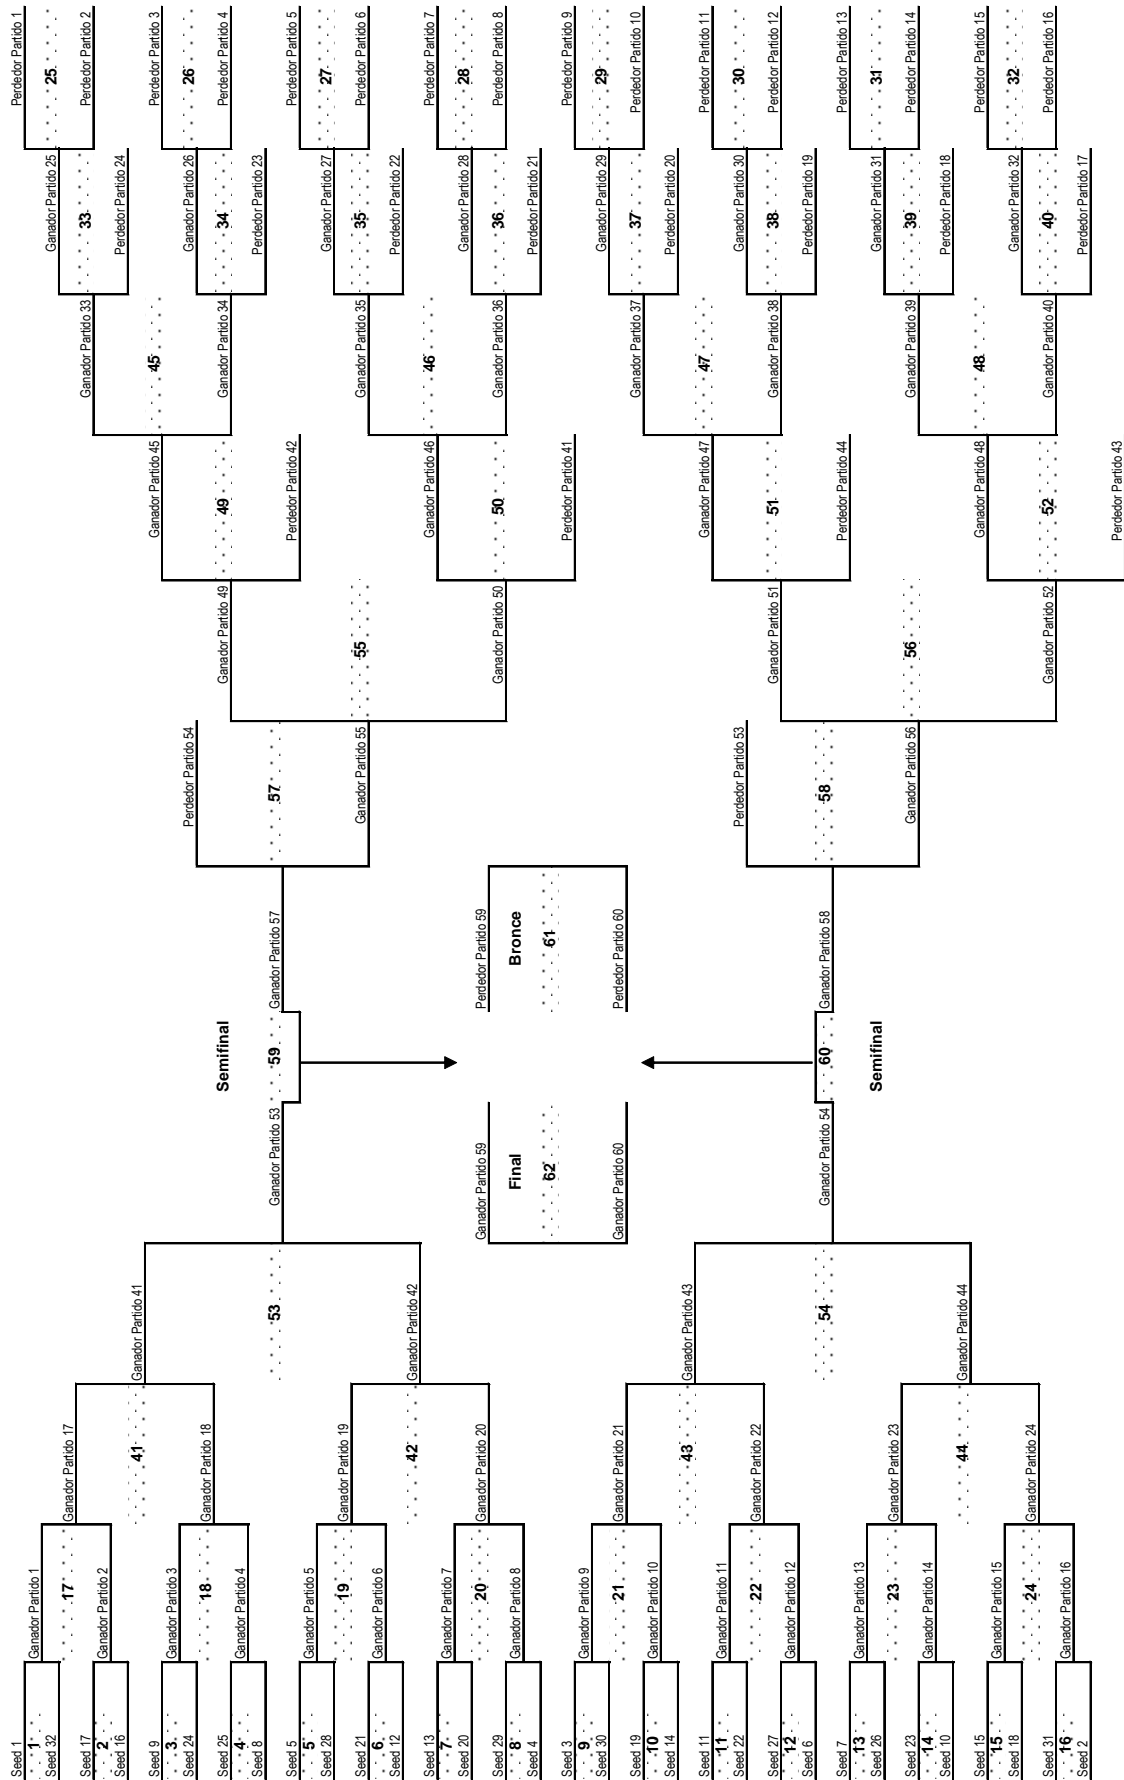 Seed 1
1
Seed 32
Seed 17
2
Seed 16
Seed 9
3
Seed 24
Seed 25
4
Seed 8
Seed 5
5
Seed 28
Seed 21
6
Seed 12
Seed 13
7
Seed 20
Seed 29
8
Seed 4
Seed 3
9
Seed 30
Seed 19
10
Seed 14
Seed 11
11
Seed 22
Seed 27
12
Seed 6
Seed 7
13
Seed 26
Seed 23
14
Seed 10
Seed 15
15
Seed 18
Seed 31
16
Seed 2
Ganador Partido 1
17
Ganador Partido 2
Ganador Partido 3
18
Ganador Partido 4
Ganador Partido 5
19
Ganador Partido 6
Ganador Partido 7
20
Ganador Partido 8
Ganador Partido 9
21
Ganador Partido 10
Ganador Partido 11
22
Ganador Partido 12
Ganador Partido 13
23
Ganador Partido 14
Ganador Partido 15
24
Ganador Partido 16
Ganador Partido 17
41
Ganador Partido 18
Ganador Partido 19
42
Ganador Partido 20
Ganador Partido 21
43
Ganador Partido 22
Ganador Partido 23
44
Ganador Partido 24
Ganador Partido 41
53
Ganador Partido 42
Ganador Partido 43
54
Ganador Partido 44
Ganador Partido 53
Ganador Partido 59
Final
62
Ganador Partido 60
Ganador Partido 54
Semifinal
59
60
Semifinal
Ganador Partido 57
Perdedor Partido 59
Bronce
61
Perdedor Partido 60
Ganador Partido 58
Perdedor Partido 54
57
Ganador Partido 55
Perdedor Partido 53
58
Ganador Partido 56
Ganador Partido 49
55
Ganador Partido 50
Ganador Partido 51
56
Ganador Partido 52
Ganador Partido 45
49
Perdedor Partido 42
Ganador Partido 46
50
Perdedor Partido 41
Ganador Partido 47
51
Perdedor Partido 44
Ganador Partido 48
52
Perdedor Partido 43
Ganador Partido 33
45
Ganador Partido 34
Ganador Partido 35
46
Ganador Partido 36
Ganador Partido 37
47
Ganador Partido 38
Ganador Partido 39
48
Ganador Partido 40
Ganador Partido 25
33
Perdedor Partido 24
Ganador Partido 26
34
Perdedor Partido 23
Ganador Partido 27
35
Perdedor Partido 22
Ganador Partido 28
36
Perdedor Partido 21
Ganador Partido 29
37
Perdedor Partido 20
Ganador Partido 30
38
Perdedor Partido 19
Ganador Partido 31
39
Perdedor Partido 18
Ganador Partido 32
40
Perdedor Partido 17
Perdedor Partido 1
25
Perdedor Partido 2
Perdedor Partido 3
26
Perdedor Partido 4
Perdedor Partido 5
27
Perdedor Partido 6
Perdedor Partido 7
28
Perdedor Partido 8
Perdedor Partido 9
29
Perdedor Partido 10
Perdedor Partido 11
30
Perdedor Partido 12
Perdedor Partido 13
31
Perdedor Partido 14
Perdedor Partido 15
32
Perdedor Partido 16